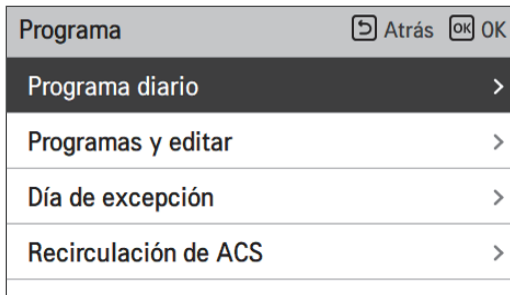 Programa Atrás OK OK
Programa diario
Programas y editar
Día de excepción
Recirculación de ACS